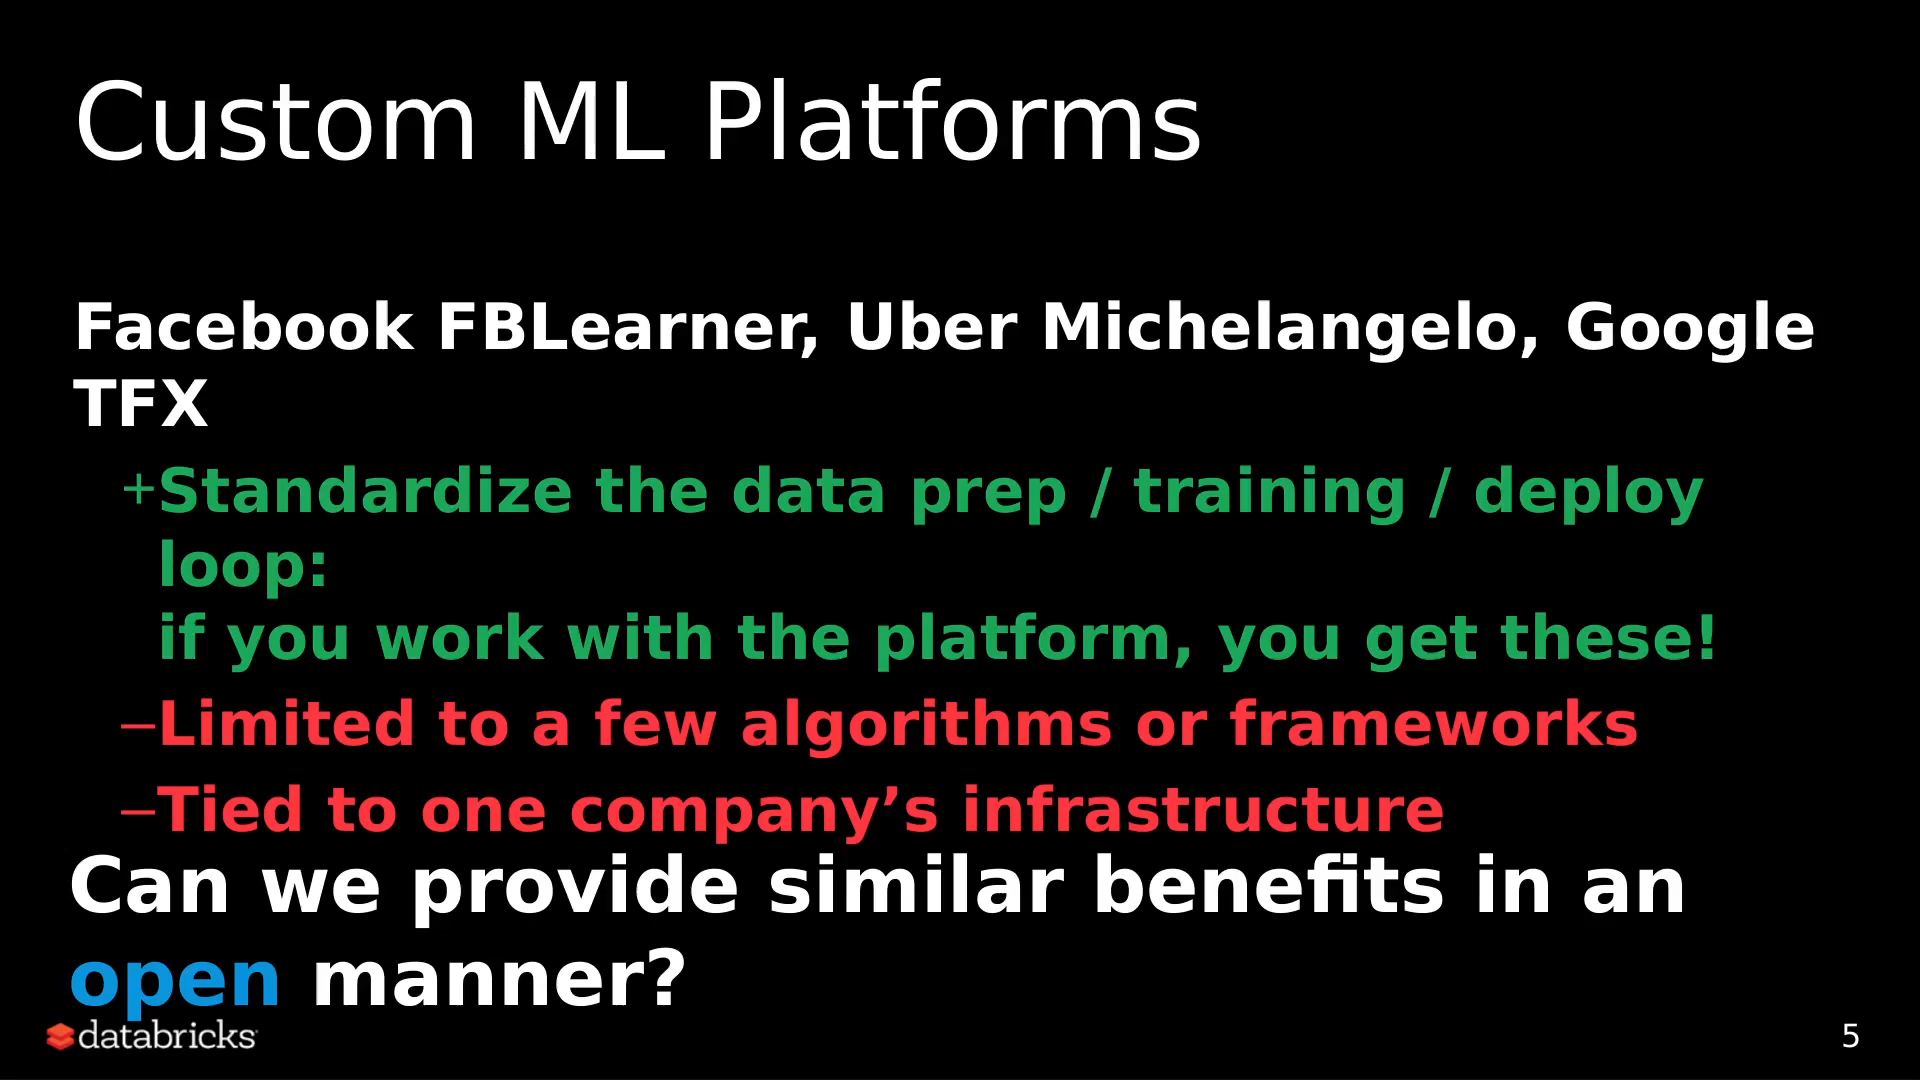 Custom ML Platforms
Facebook FBLearner, Uber Michelangelo, Google
TFX
+Standardize the data prep / training / deploy
loop:
if you work with the platform, you get these!
–Limited to a few algorithms or frameworks
–Tied to one company’s infrastructure
Can we provide similar benefits in an
open manner?
databricks
5